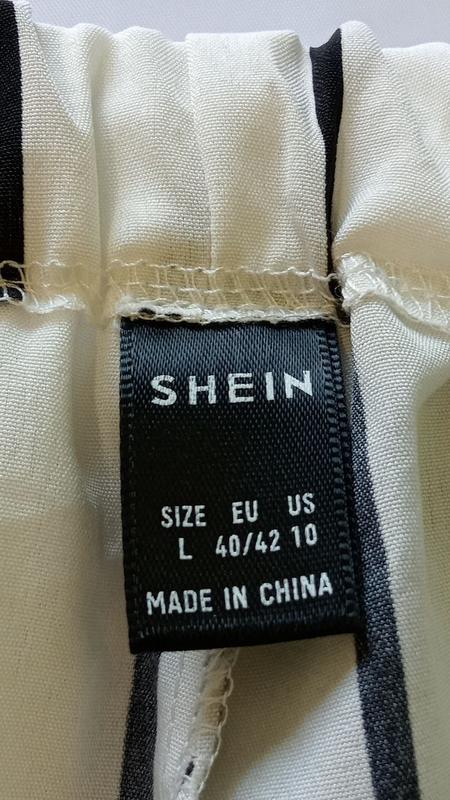 SHEIN
SIZE EU US
L 40/42 10
MADE IN CHINA